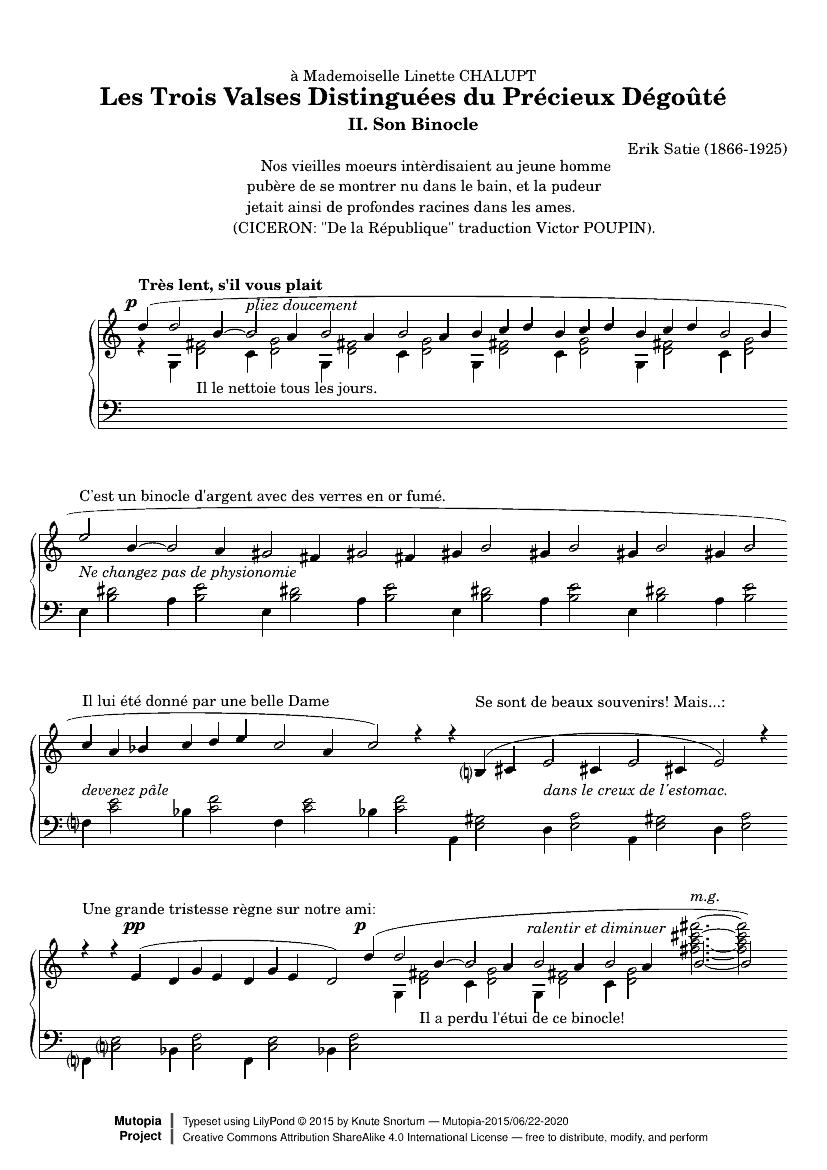 à Mademoiselle Linette CHALUPT
Les Trois Valses Distinguées du Précieux Dégoûté
II. Son Binocle
Erik Satie (1866-1925)
Nos vieilles moeurs intèrdisaient au jeune homme
pubère de se montrer nu dans le bain, et la pudeur
jetait ainsi de profondes racines dans les ames.
(CICERON: "De la République" traduction Victor POUPIN).
Très lent, s'il vous plait
p
pliez doucement
Il le nettoie tous les jours.
C'est un binocle d'argent avec des verres en or fumé.
Ne changez pas de physionomie
Il lui été donné par une belle Dame
Se sont de beaux souvenirs! Mais...:
devenez pâle
dans le creux de l'estomac.
m.g.
Une grande tristesse règne sur notre ami:
pp
p
ralentir et diminuer
Il a perdu l'étui de ce binocle!
Mutopia Project
Typeset using LilyPond © 2015 by Knute Snortum — Mutopia-2015/06/22-2020
Creative Commons Attribution ShareAlike 4.0 International License — free to distribute, modify, and perform